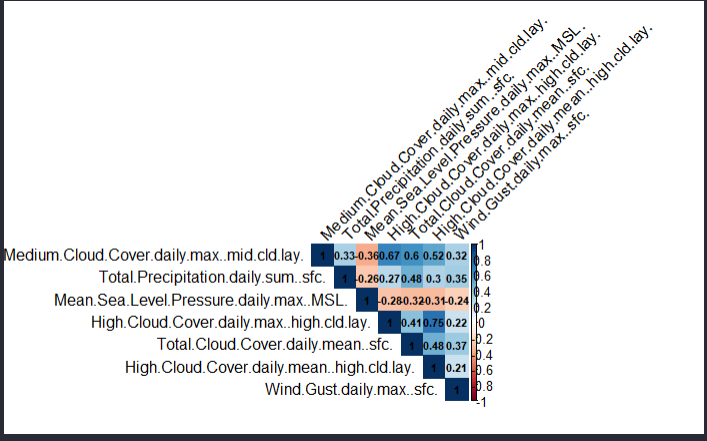 Medium.Cloud.Cover.daily.max..mid.cld.lay.
Total.Precipitation.daily.sum..sfc.
Mean.Sea.Level.Pressure.daily.max..MSL.
High.Cloud.Cover.daily.max..high.cld.lay.
Total.Cloud.Cover.daily.mean..sfc.
High.Cloud.Cover.daily.mean..high.cld.lay.
Wind.Gust.daily.max..sfc.
Medium.Cloud.Cover.daily.max..mid.cld.lay. 1 0.33 -0.36 0.67 0.6 0.52 0.32
Total.Precipitation.daily.sum..sfc. 1 -0.26 0.27 0.48 0.3 0.35
Mean.Sea.Level.Pressure.daily.max..MSL. 1 -0.28 -0.32 -0.31 -0.24
High.Cloud.Cover.daily.max..high.cld.lay. 1 0.41 0.75 0.22
Total.Cloud.Cover.daily.mean..sfc. 1 0.48 0.37
High.Cloud.Cover.daily.mean..high.cld.lay. 1 0.21
Wind.Gust.daily.max..sfc. 1
1
0.8
0.6
0.4
0.2
0
-0.2
-0.4
-0.6
-0.8
-1